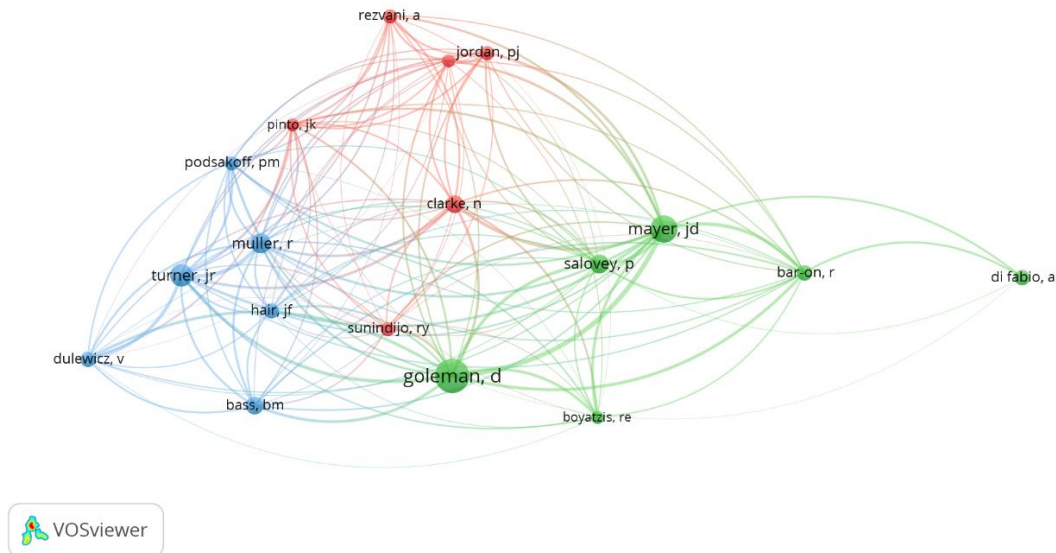 rezvani, a
jordan, pj
pinto, jk
podsakoff, pm
clarke, n
mayer, jd
muller, r
salovey, p
turner, jr
bar-on, r
di fabio, a
hair, jf
sunindijo, ry
dulewicz, v
goleman, d
bass, bm
boyatzis, re
VOSviewer